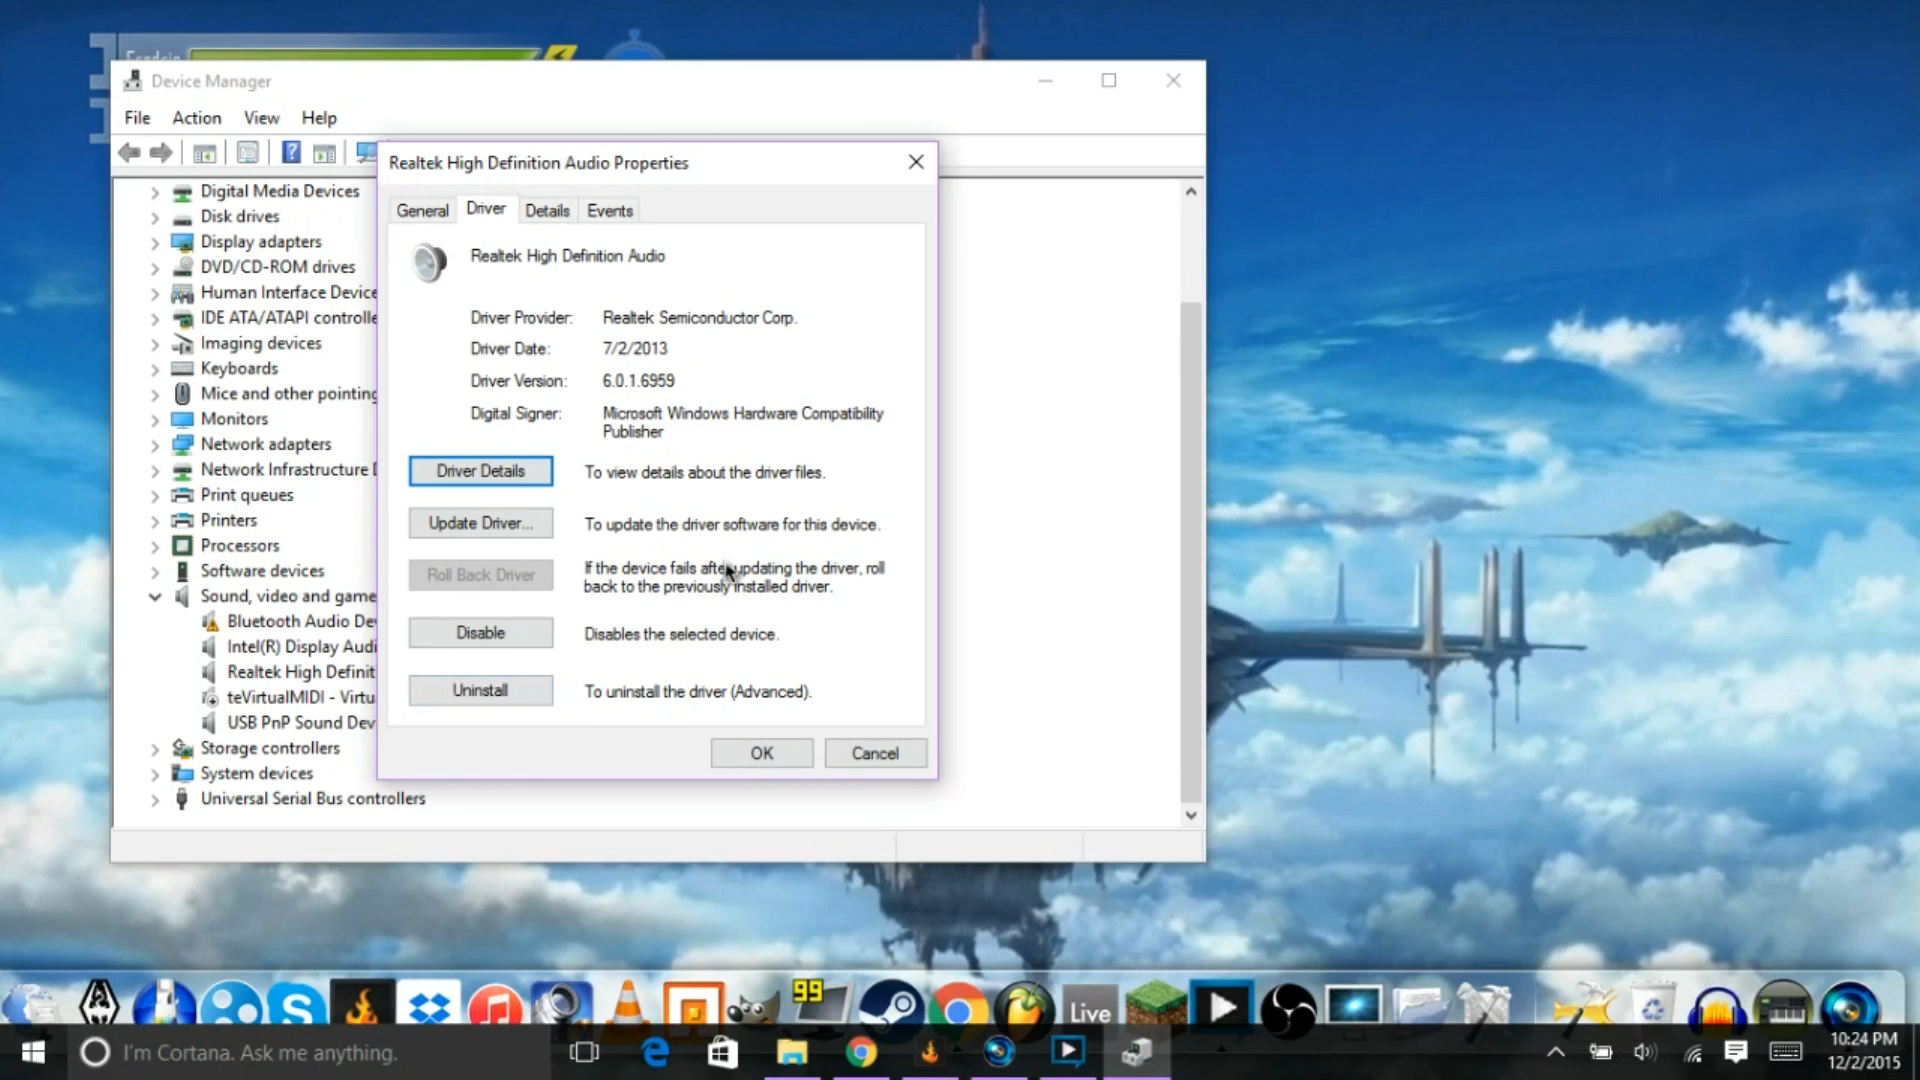 Device Manager
File Action View Help
Realtek High Definition Audio Properties
General Driver Details Events
Digital Media Devices
Disk drives
Display adapters
DVD/CD-ROM drives
Human Interface Device
IDE ATA/ATAPI controlle
Imaging devices
Keyboards
Mice and other pointing
Monitors
Network adapters
Network Infrastructure
Print queues
Printers
Processors
Software devices
Sound, video and game
Bluetooth Audio De
Intel(R) Display Audi
Realtek High Definit
teVirtualMIDI - Virtu
USB PnP Sound Dev
Storage controllers
System devices
Universal Serial Bus controllers
Realtek High Definition Audio
Driver Provider: Realtek Semiconductor Corp.
Driver Date: 7/2/2013
Driver Version: 6.0.1.6959
Digital Signer: Microsoft Windows Hardware Compatibility
Publisher
Driver Details To view details about the driver files.
Update Driver... To update the driver software for this device.
Roll Back Driver If the device fails after updating the driver, roll
back to the previously installed driver.
Disable Disables the selected device.
Uninstall To uninstall the driver (Advanced).
OK Cancel
99
Live
I'm Cortana. Ask me anything.
10:24 PM
12/2/2015